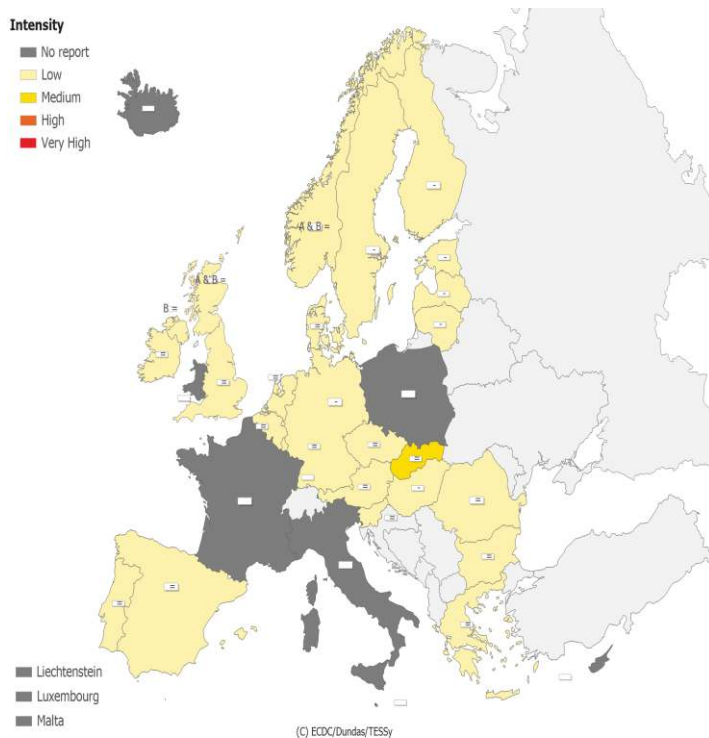 Intensity
No report
Low
Medium
High
Very High
A & B =
A & B =
B =
Liechtenstein
Luxembourg
Malta
(C) ECDC/Dundas/TESSy